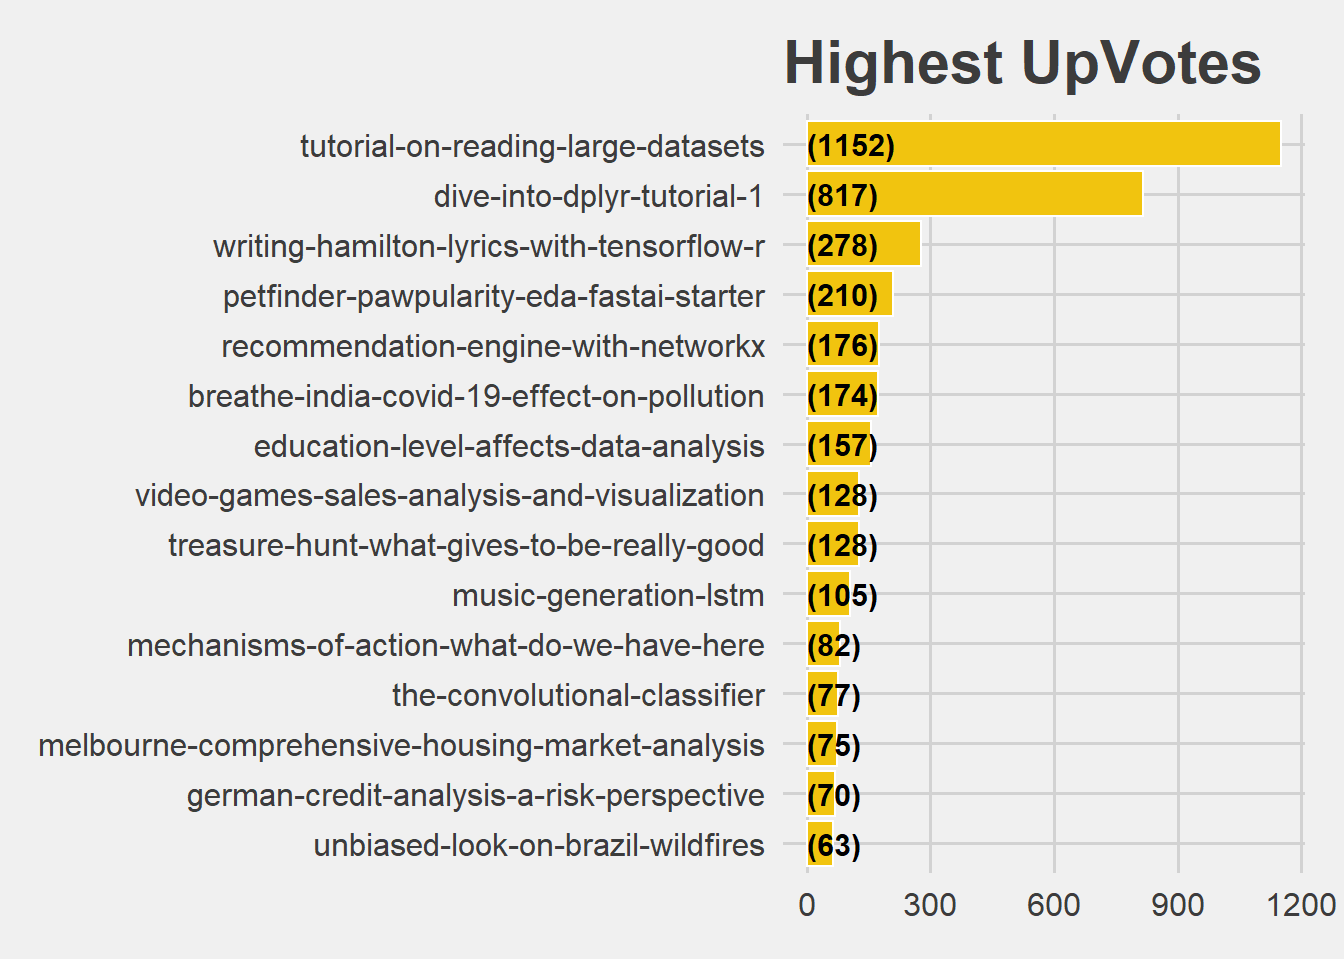 Highest UpVotes
tutorial-on-reading-large-datasets (1152)
dive-into-dplyr-tutorial-1 (817)
writing-hamilton-lyrics-with-tensorflow-r (278)
petfinder-pawpularity-eda-fastai-starter (210)
recommendation-engine-with-networkx (176)
breathe-india-covid-19-effect-on-pollution (174)
education-level-affects-data-analysis (157)
video-games-sales-analysis-and-visualization (128)
treasure-hunt-what-gives-to-be-really-good (128)
music-generation-lstm (105)
mechanisms-of-action-what-do-we-have-here (82)
the-convolutional-classifier (77)
melbourne-comprehensive-housing-market-analysis (75)
german-credit-analysis-a-risk-perspective (70)
unbiased-look-on-brazil-wildfires (63)
0 300 600 900 1200